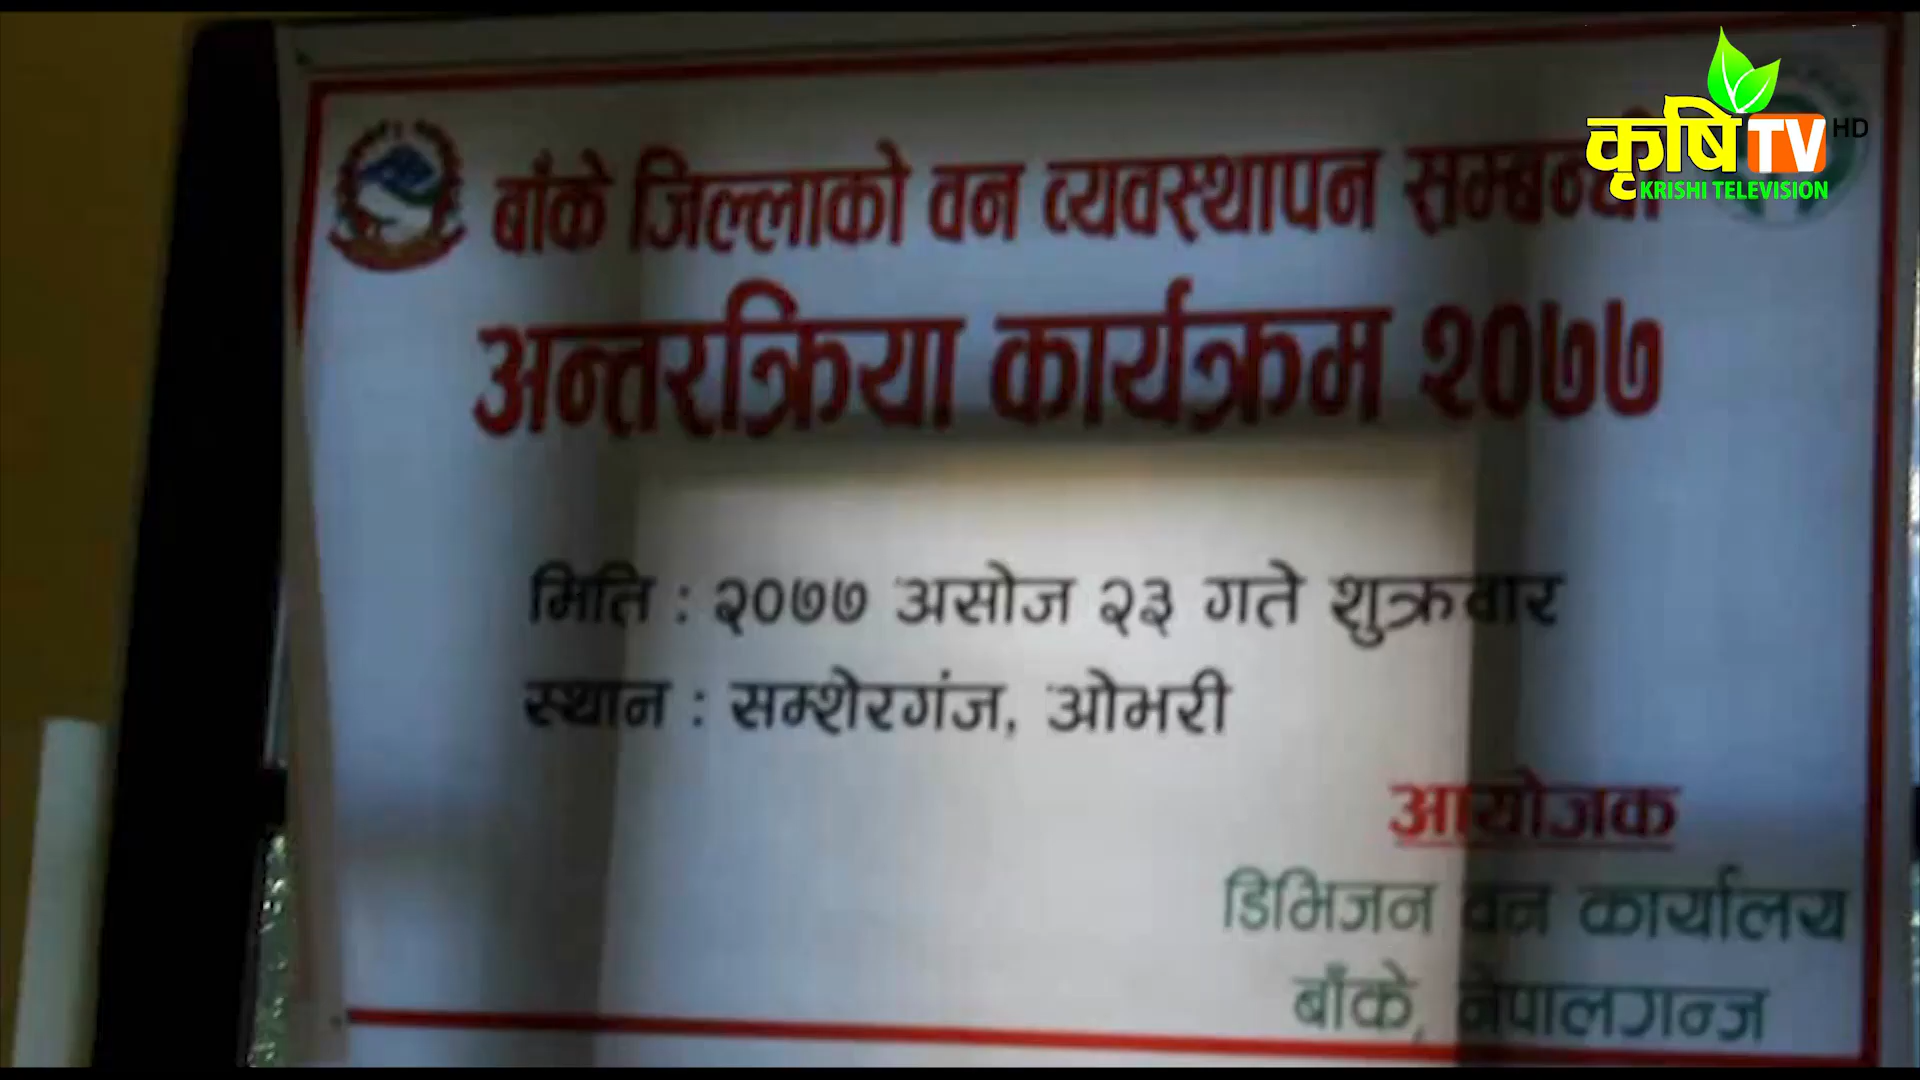 बाँके जिल्लाको वन व्यवस्थापन सम्बन्धी
अन्तरक्रिया कार्यक्रम २०७७
मिति : २०७७ असोज २३ गते शुक्रबार
स्थान : सम्शेरगंज, ओभरी
आयोजक
डिभिजन वन कार्यालय
बाँके, नेपालगन्ज
कृषि TV HD
KRISHI TELEVISION